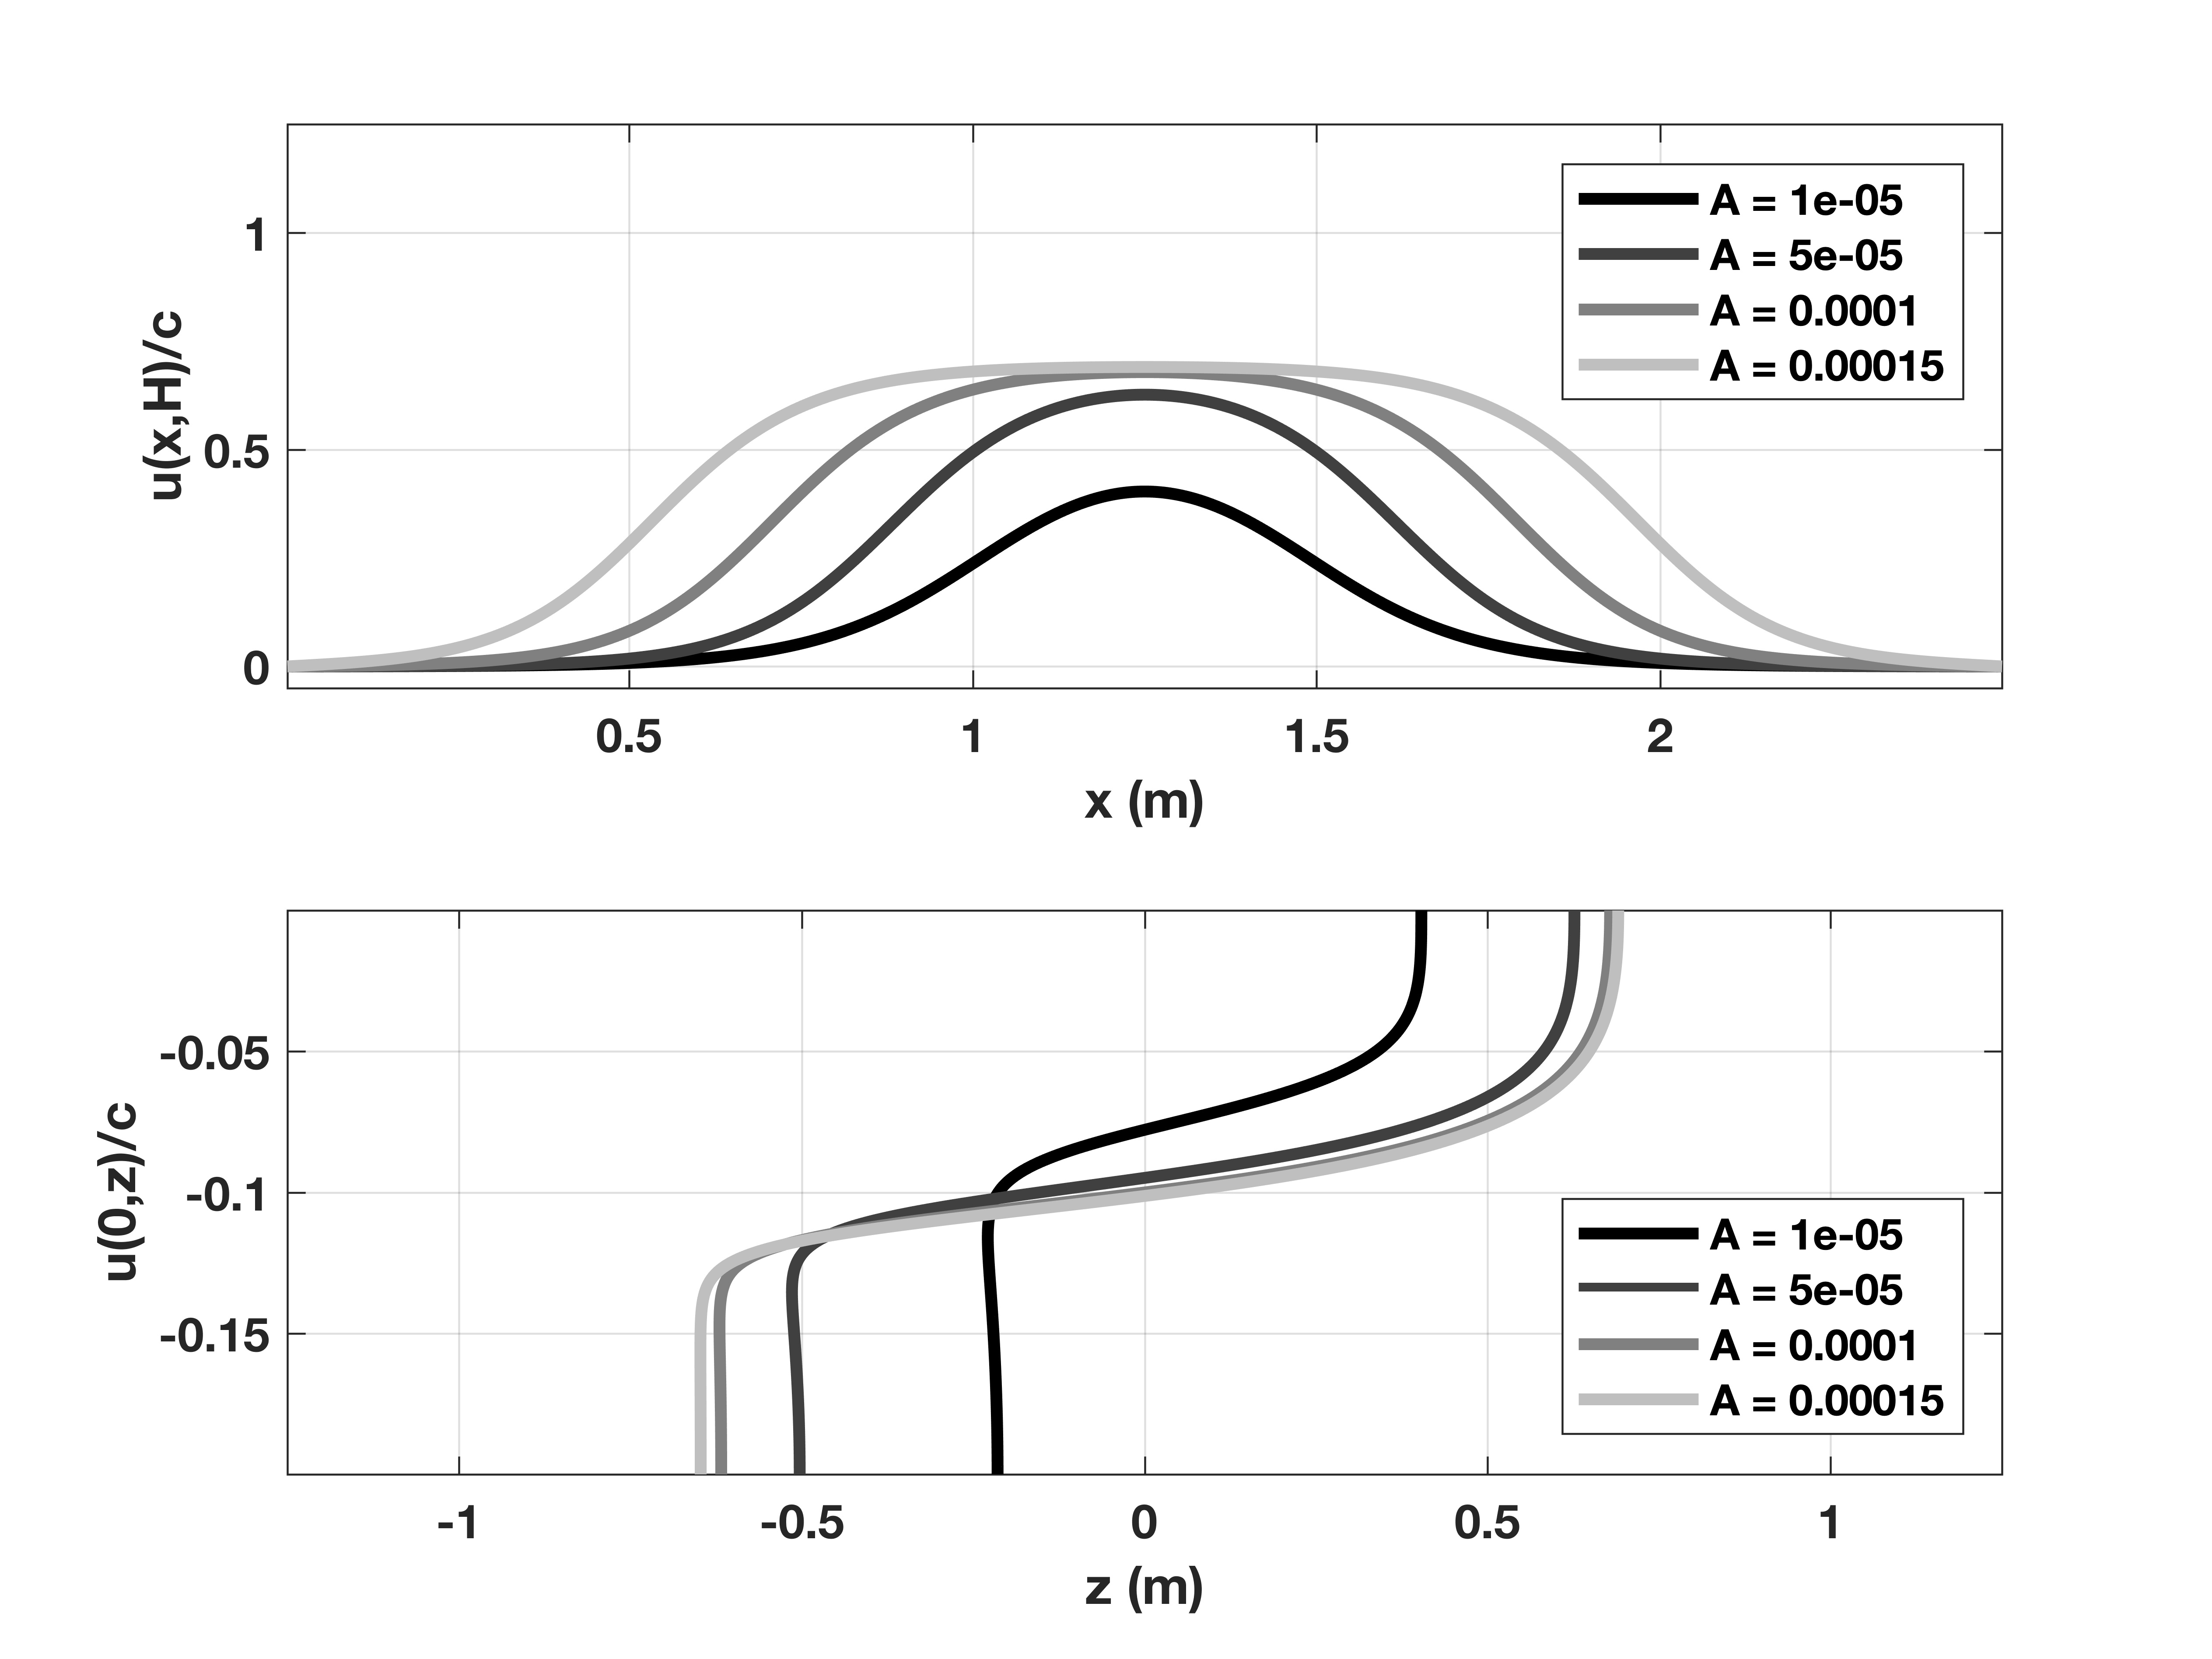 u(x,H)/c
1
0.5
0
A = 1e-05
A = 5e-05
A = 0.0001
A = 0.00015
0.5 1 1.5 2
x (m)
u(0,z)/c
-0.05
-0.1
-0.15
A = 1e-05
A = 5e-05
A = 0.0001
A = 0.00015
-1 -0.5 0 0.5 1
z (m)